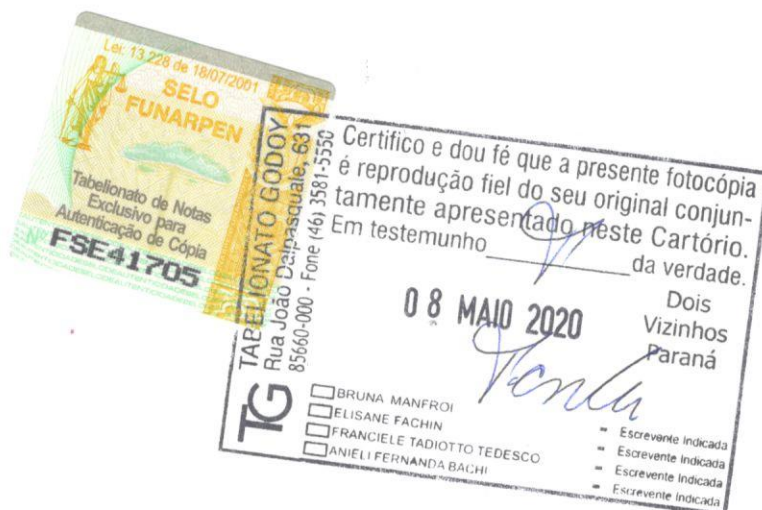 Lei: 13.228 de 18/07/2001
SELO
FUNARPEN
Tabelionato de Notas
Exclusivo para
Autenticação de Cópia
Nº FSE41705
TG TABELIONATO GODOY
Rua João Dalpasquale, 631
85660-000 - Fone (46) 3581-5550
Certifico e dou fé que a presente fotocópia
é reprodução fiel do seu original conjun-
tamente apresentado neste Cartório.
Em testemunho da verdade.
08 MAIO 2020
Dois
Vizinhos
Paraná
BRUNA MANFROI - Escrevente Indicada
ELISANE FACHIN - Escrevente Indicada
FRANCIELE TADIOTTO TEDESCO - Escrevente Indicada
ANIELI FERNANDA BACHI - Escrevente Indicada